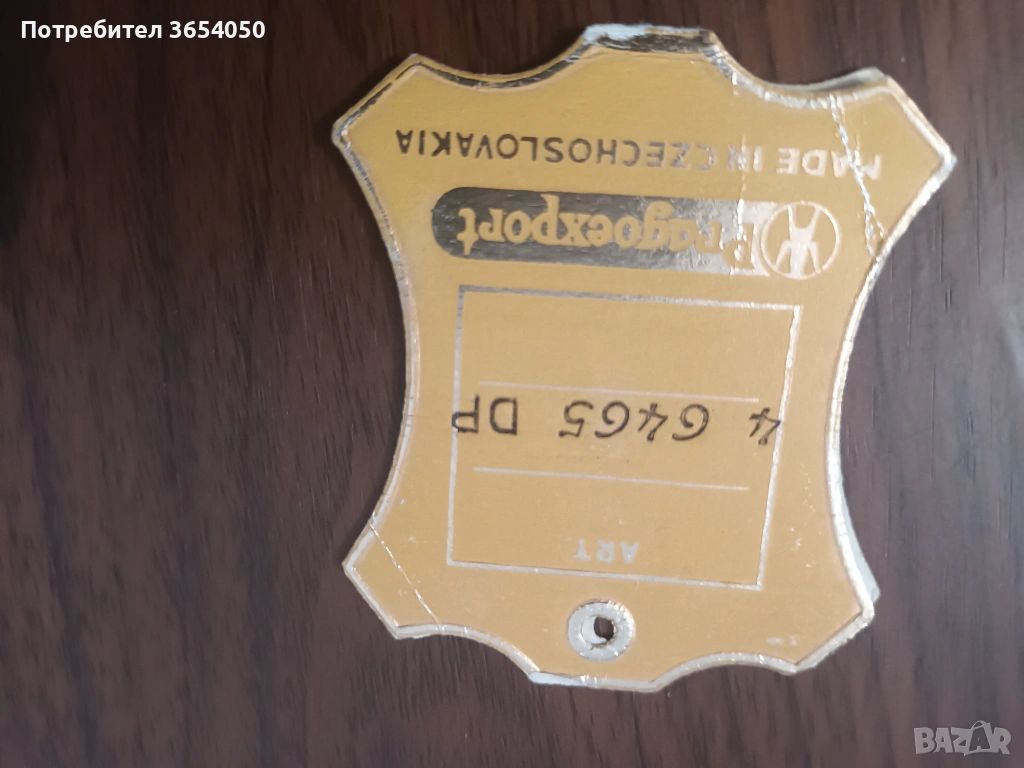 Потребител 3654050
ART
4 6465 DP
Pragoexport
MADE IN CZECHOSLOVAKIA
BAZAR